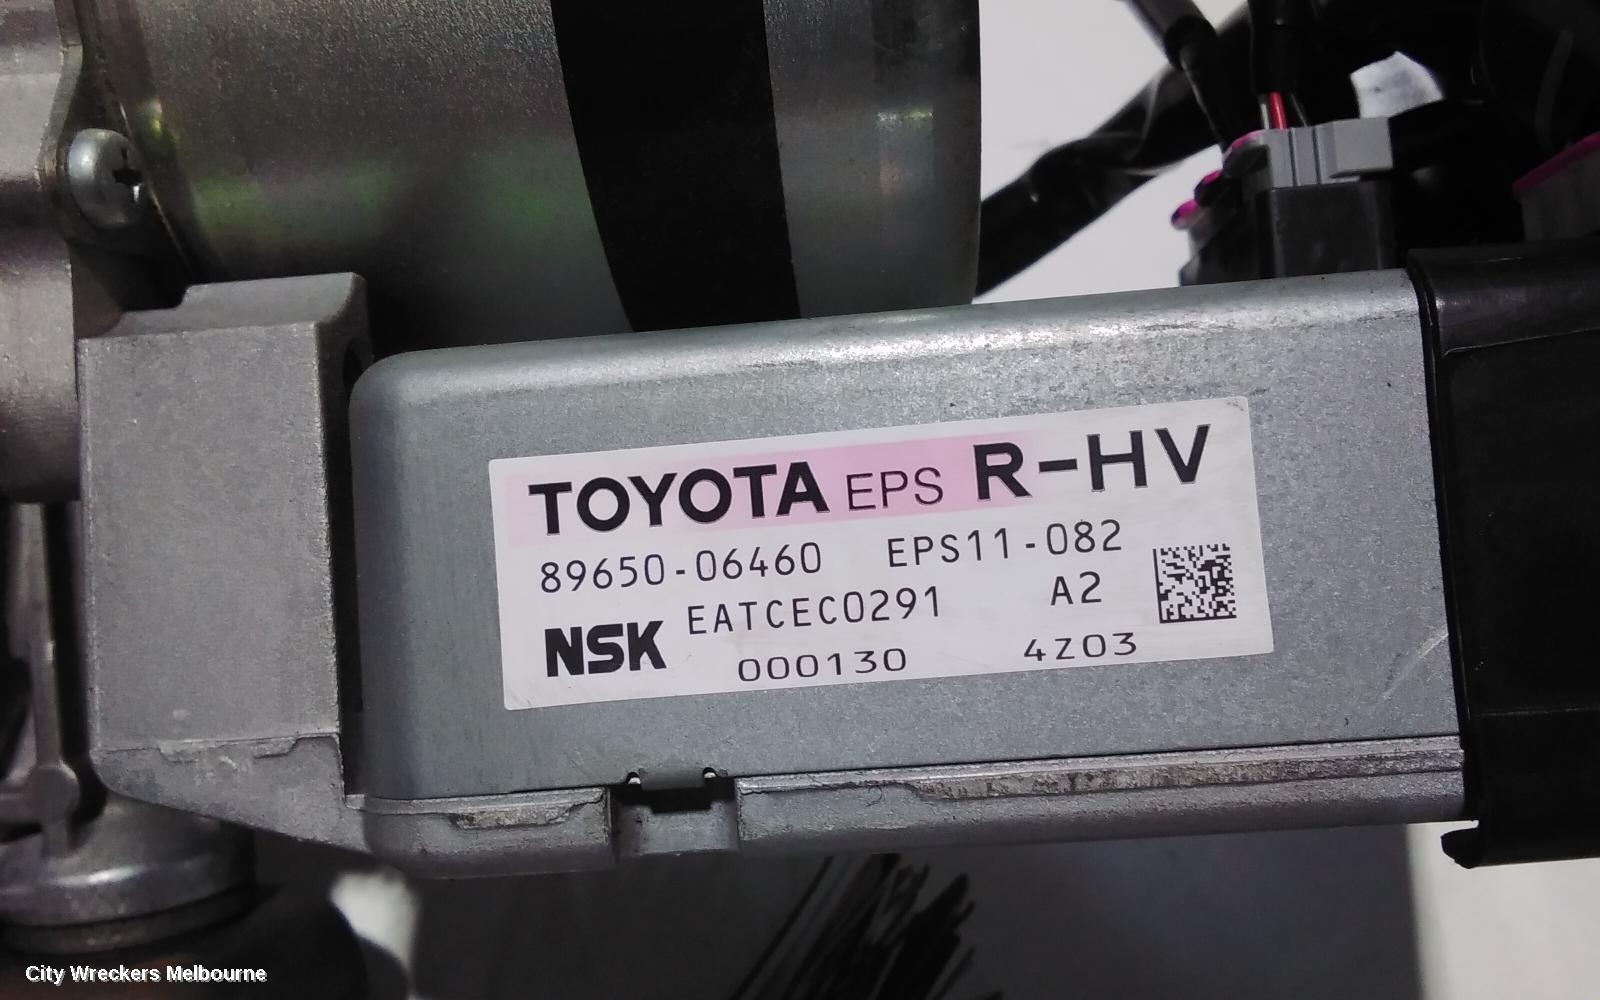 TOYOTA EPS R-HV
89650-06460 EPS11-082
NSK EATCEC0291 A2
000130 4Z03
City Wreckers Melbourne